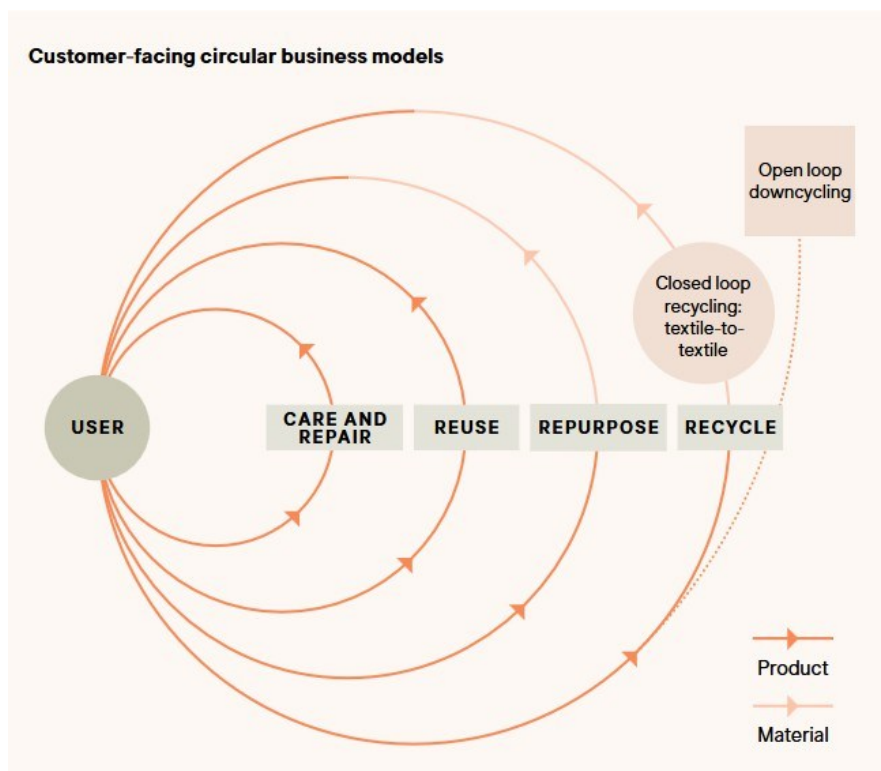 Customer-facing circular business models
Open loop
downcycling
Closed loop
recycling:
textile-to-
textile
USER
CARE AND
REPAIR
REUSE
REPURPOSE
RECYCLE
Product
Material